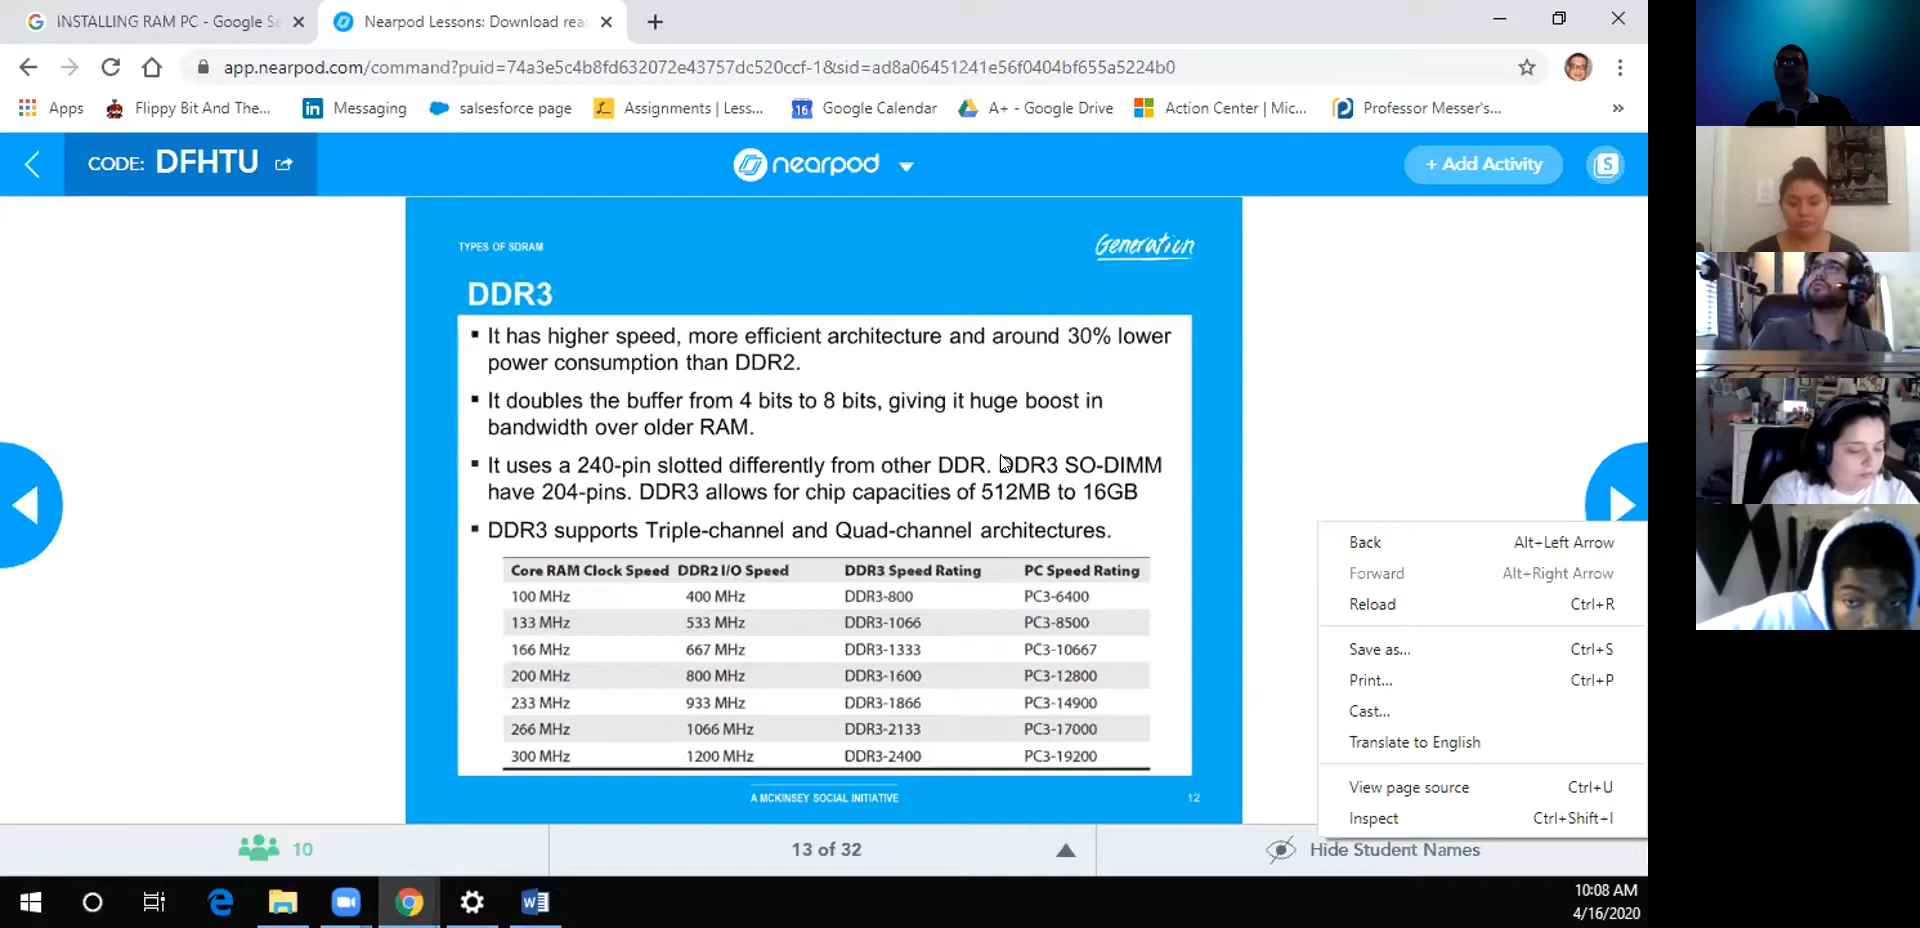 INSTALLING RAM PC - Google Se
Nearpod Lessons: Download rea
app.nearpod.com/command?puid=74a3e5c4b8fd632072e43757dc520ccf-1&sid=ad8a06451241e56f0404bf655a5224b0
Apps Flippy Bit And The... Messaging salsesforce page Assignments | Less... 16 Google Calendar A+ - Google Drive Action Center | Mic... Professor Messer's... »
CODE: DFHTU nearpod + Add Activity S
TYPES OF SDRAM Generation
DDR3
▪ It has higher speed, more efficient architecture and around 30% lower
power consumption than DDR2.
▪ It doubles the buffer from 4 bits to 8 bits, giving it huge boost in
bandwidth over older RAM.
▪ It uses a 240-pin slotted differently from other DDR. DDR3 SO-DIMM
have 204-pins. DDR3 allows for chip capacities of 512MB to 16GB
▪ DDR3 supports Triple-channel and Quad-channel architectures.
Core RAM Clock Speed DDR2 I/O Speed DDR3 Speed Rating PC Speed Rating
100 MHz 400 MHz DDR3-800 PC3-6400
133 MHz 533 MHz DDR3-1066 PC3-8500
166 MHz 667 MHz DDR3-1333 PC3-10667
200 MHz 800 MHz DDR3-1600 PC3-12800
233 MHz 933 MHz DDR3-1866 PC3-14900
266 MHz 1066 MHz DDR3-2133 PC3-17000
300 MHz 1200 MHz DDR3-2400 PC3-19200
A MCKINSEY SOCIAL INITIATIVE 12
Back Alt+Left Arrow
Forward Alt+Right Arrow
Reload Ctrl+R
Save as... Ctrl+S
Print... Ctrl+P
Cast...
Translate to English
View page source Ctrl+U
Inspect Ctrl+Shift+I
10 13 of 32 Hide Student Names
10:08 AM
4/16/2020